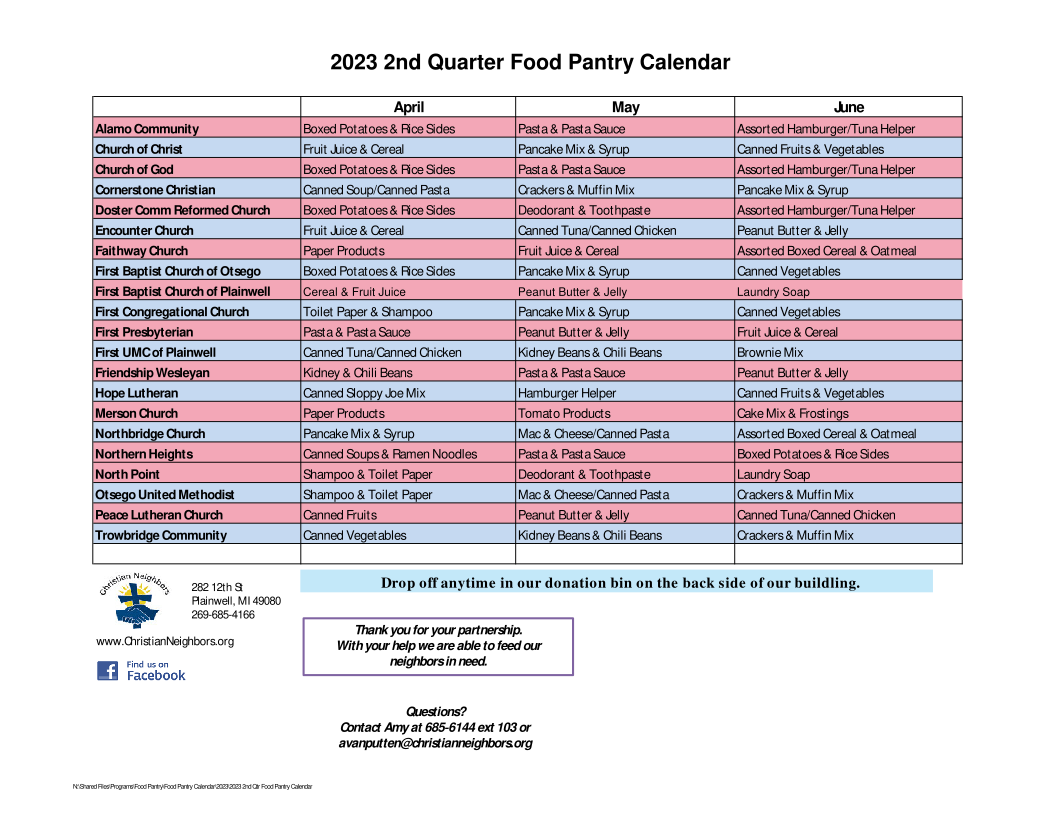 2023 2nd Quarter Food Pantry Calendar
April May June
Alamo Community Boxed Potatoes & Rice Sides Pasta & Pasta Sauce Assorted Hamburger/Tuna Helper
Church of Christ Fruit Juice & Cereal Pancake Mix & Syrup Canned Fruits & Vegetables
Church of God Boxed Potatoes & Rice Sides Pasta & Pasta Sauce Assorted Hamburger/Tuna Helper
Cornerstone Christian Canned Soup/Canned Pasta Crackers & Muffin Mix Pancake Mix & Syrup
Doster Comm Reformed Church Boxed Potatoes & Rice Sides Deodorant & Toothpaste Assorted Hamburger/Tuna Helper
Encounter Church Fruit Juice & Cereal Canned Tuna/Canned Chicken Peanut Butter & Jelly
Faithway Church Paper Products Fruit Juice & Cereal Assorted Boxed Cereal & Oatmeal
First Baptist Church of Otsego Boxed Potatoes & Rice Sides Pancake Mix & Syrup Canned Vegetables
First Baptist Church of Plainwell Cereal & Fruit Juice Peanut Butter & Jelly Laundry Soap
First Congregational Church Toilet Paper & Shampoo Pancake Mix & Syrup Canned Vegetables
First Presbyterian Pasta & Pasta Sauce Peanut Butter & Jelly Fruit Juice & Cereal
First UMC of Plainwell Canned Tuna/Canned Chicken Kidney Beans & Chili Beans Brownie Mix
Friendship Wesleyan Kidney & Chili Beans Pasta & Pasta Sauce Peanut Butter & Jelly
Hope Lutheran Canned Sloppy Joe Mix Hamburger Helper Canned Fruits & Vegetables
Merson Church Paper Products Tomato Products Cake Mix & Frostings
Northbridge Church Pancake Mix & Syrup Mac & Cheese/Canned Pasta Assorted Boxed Cereal & Oatmeal
Northern Heights Canned Soups & Ramen Noodles Pasta & Pasta Sauce Boxed Potatoes & Rice Sides
North Point Shampoo & Toilet Paper Deodorant & Toothpaste Laundry Soap
Otsego United Methodist Shampoo & Toilet Paper Mac & Cheese/Canned Pasta Crackers & Muffin Mix
Peace Lutheran Church Canned Fruits Peanut Butter & Jelly Canned Tuna/Canned Chicken
Trowbridge Community Canned Vegetables Kidney Beans & Chili Beans Crackers & Muffin Mix
Christian Neighbors
282 12th St
Plainwell, MI 49080
269-685-4166
www.ChristianNeighbors.org
Find us on
Facebook
Drop off anytime in our donation bin on the back side of our buildling.
Thank you for your partnership.
With your help we are able to feed our
neighbors in need.
Questions?
Contact Amy at 685-6144 ext 103 or
avanputten@christianneighbors.org
N:\Shared Files\Programs\Food Pantry\Food Pantry Calendar\2023\2023 2nd Qtr Food Pantry Calendar